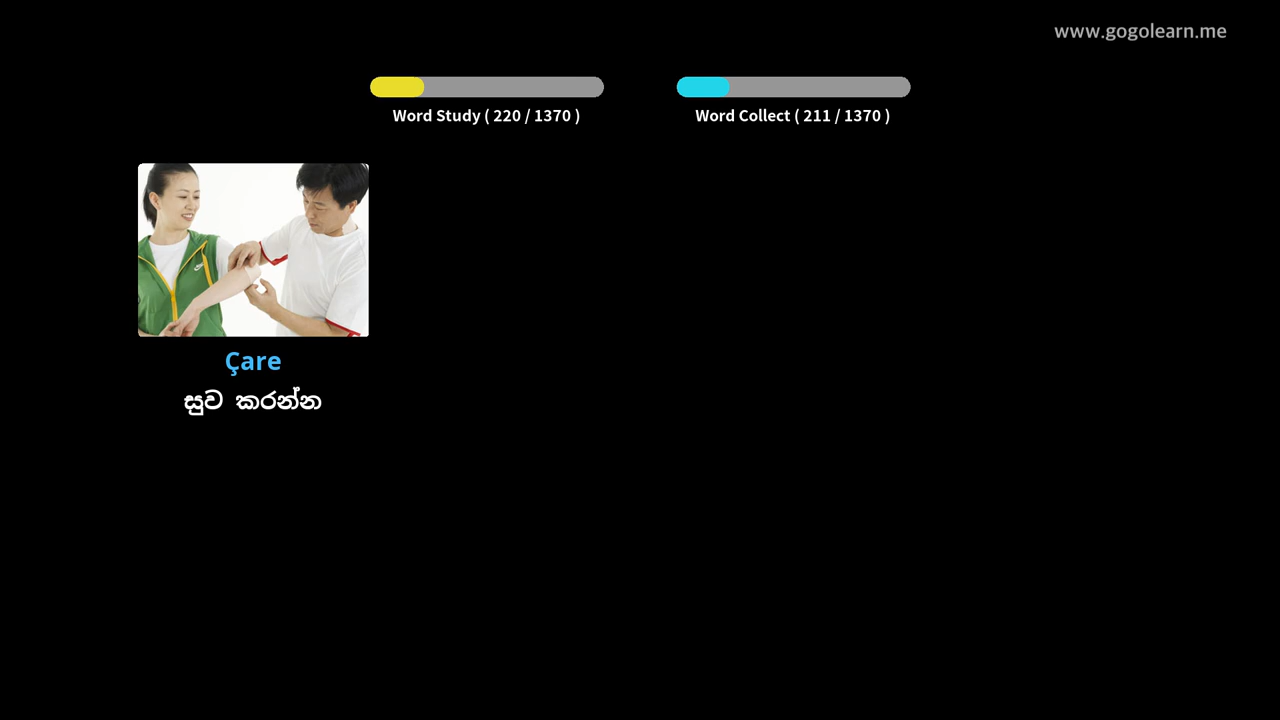 www.gogolearn.me
Word Study ( 220 / 1370 )
Word Collect ( 211 / 1370 )
Çare
සුව කරන්න